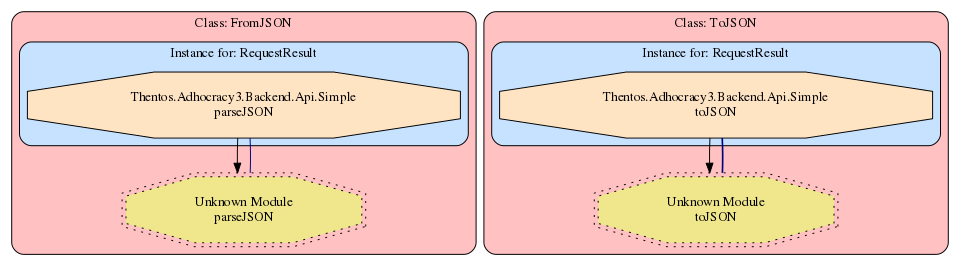 Class: FromJSON
Instance for: RequestResult
Thentos.Adhocracy3.Backend.Api.Simple
parseJSON
Unknown Module
parseJSON
Class: ToJSON
Instance for: RequestResult
Thentos.Adhocracy3.Backend.Api.Simple
toJSON
Unknown Module
toJSON